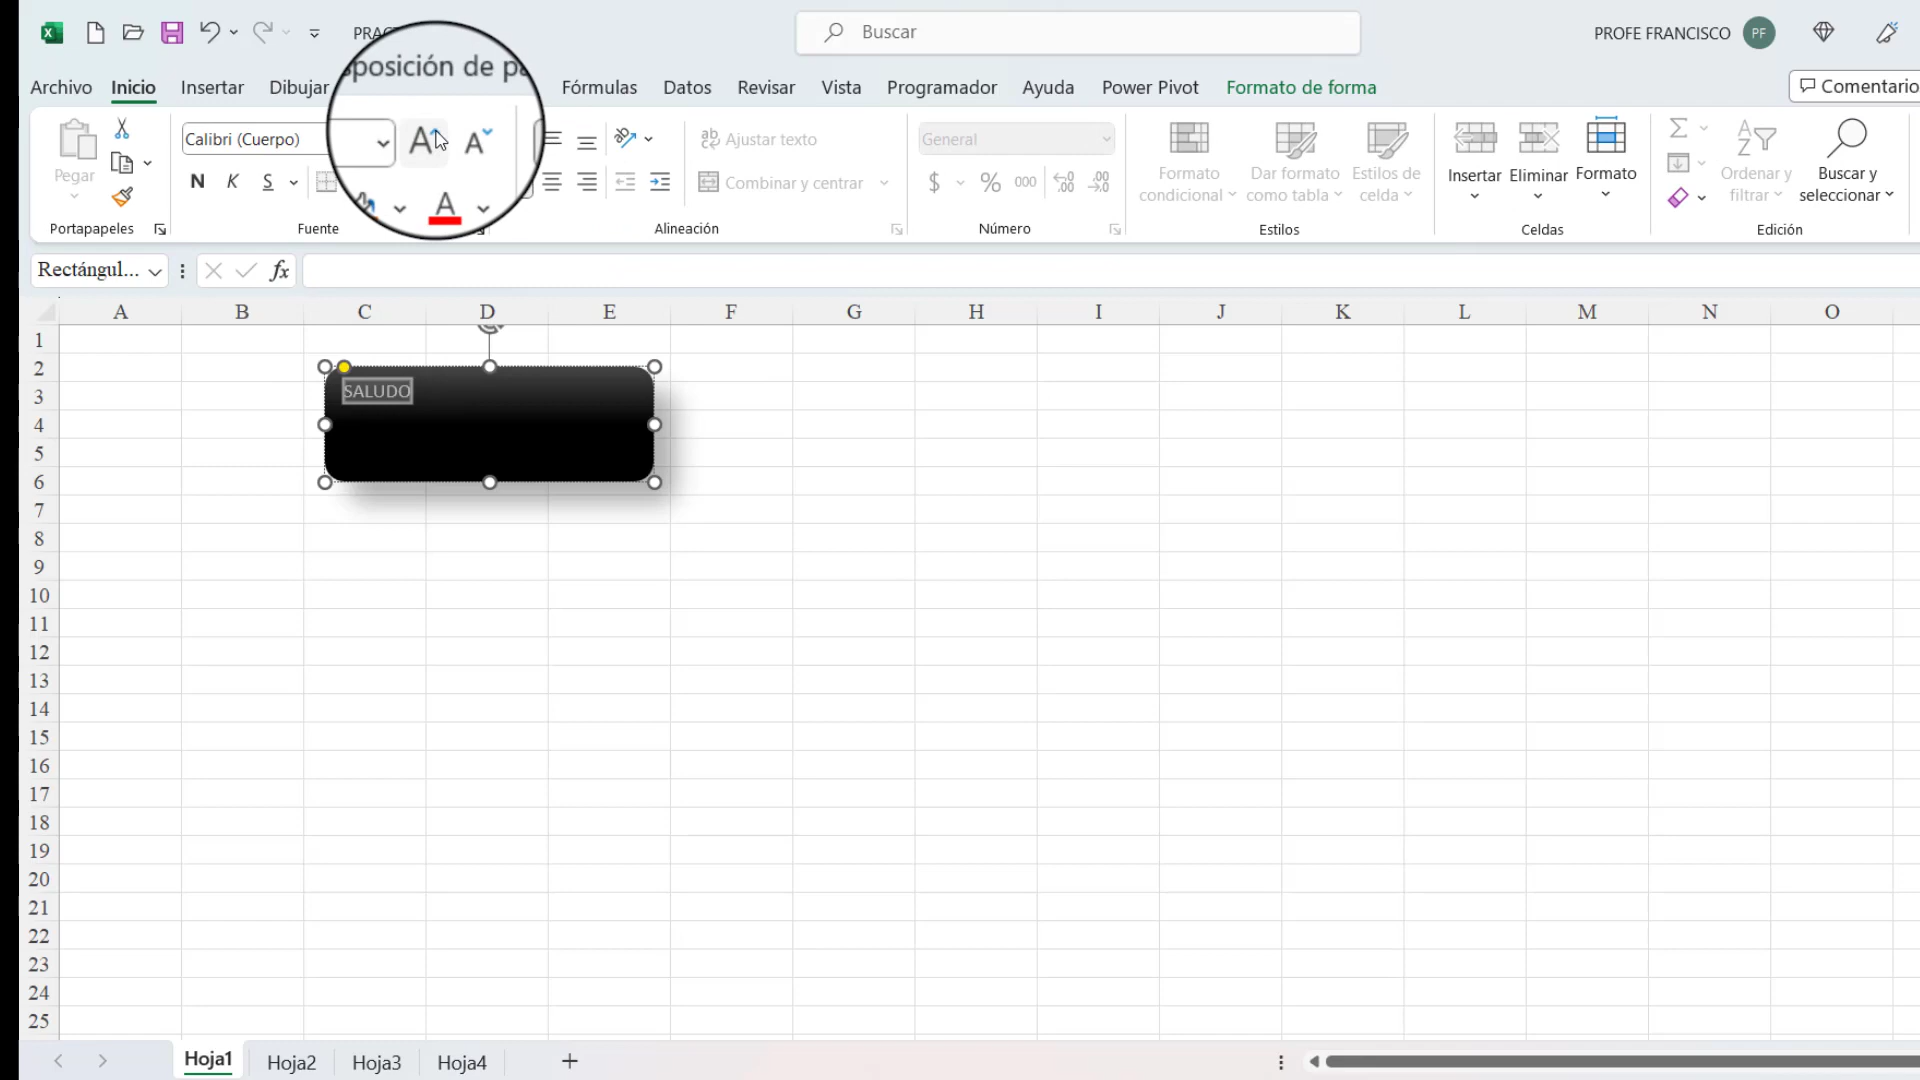 PRAC
Buscar
PROFE FRANCISCO
PF
Archivo
Inicio
Insertar
Dibujar
sposición de pá
Fórmulas
Datos
Revisar
Vista
Programador
Power Pivot
Ayuda
Formato de forma
Comentario
Pegar
Portapapeles
Calibri (Cuerpo)
N K S
Fuente
Ajustar texto
Combinar y centrar
Alineación
General
$ % 000
Número
Formato condicional
Dar formato como tabla
Estilos de celda
Estilos
Insertar
Eliminar
Formato
Celdas
Ordenar y filtrar
Buscar y seleccionar
Edición
Rectángul...
fx
A B C D E F G H I J K L M N O
1
2
3
SALUDO
4
5
6
7
8
9
10
11
12
13
14
15
16
17
18
19
20
21
22
23
24
25
Hoja1
Hoja2
Hoja3
Hoja4